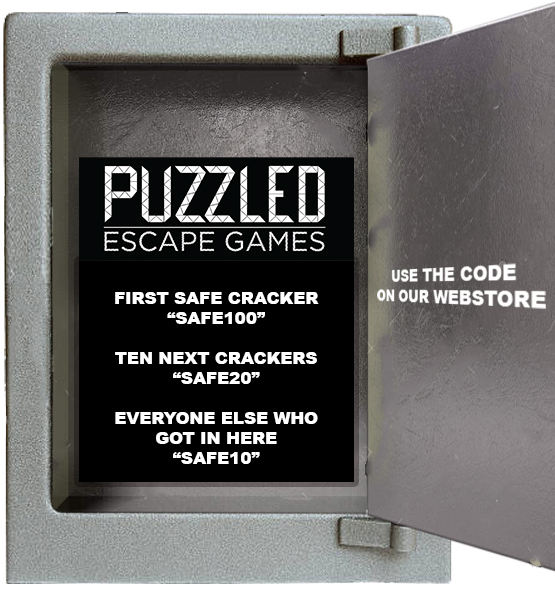 PUZZLED
ESCAPE GAMES
FIRST SAFE CRACKER
“SAFE100”
TEN NEXT CRACKERS
“SAFE20”
EVERYONE ELSE WHO
GOT IN HERE
“SAFE10”
USE THE CODE
ON OUR WEBSTORE